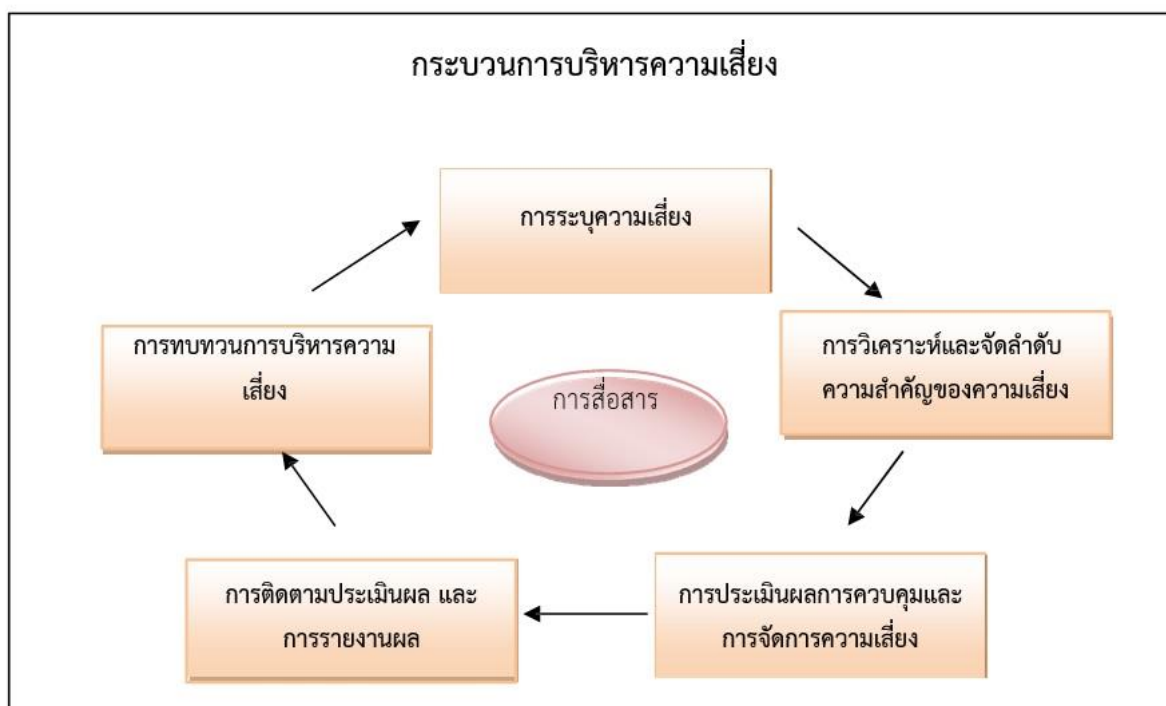 กระบวนการบริหารความเสี่ยง
การระบุความเสี่ยง
การวิเคราะห์และจัดลำดับ
ความสำคัญของความเสี่ยง
การประเมินผลการควบคุมและ
การจัดการความเสี่ยง
การติดตามประเมินผล และ
การรายงานผล
การทบทวนการบริหารความ
เสี่ยง
การสื่อสาร